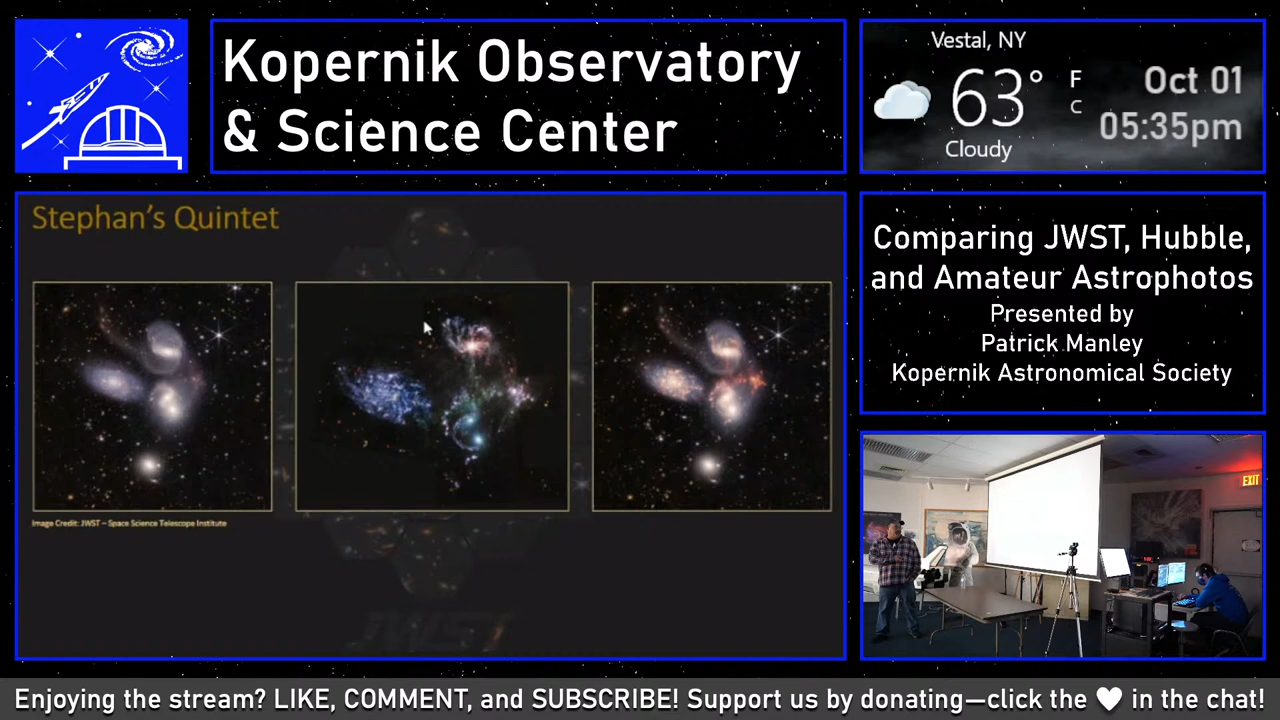 Kopernik Observatory
& Science Center
Vestal, NY
63° F
C
Cloudy
Oct 01
05:35pm
Stephan's Quintet
Image Credit: JWST – Space Science Telescope Institute
JWST
Comparing JWST, Hubble,
and Amateur Astrophotos
Presented by
Patrick Manley
Kopernik Astronomical Society
EXIT
Enjoying the stream? LIKE, COMMENT, and SUBSCRIBE! Support us by donating—click the ♥ in the chat!